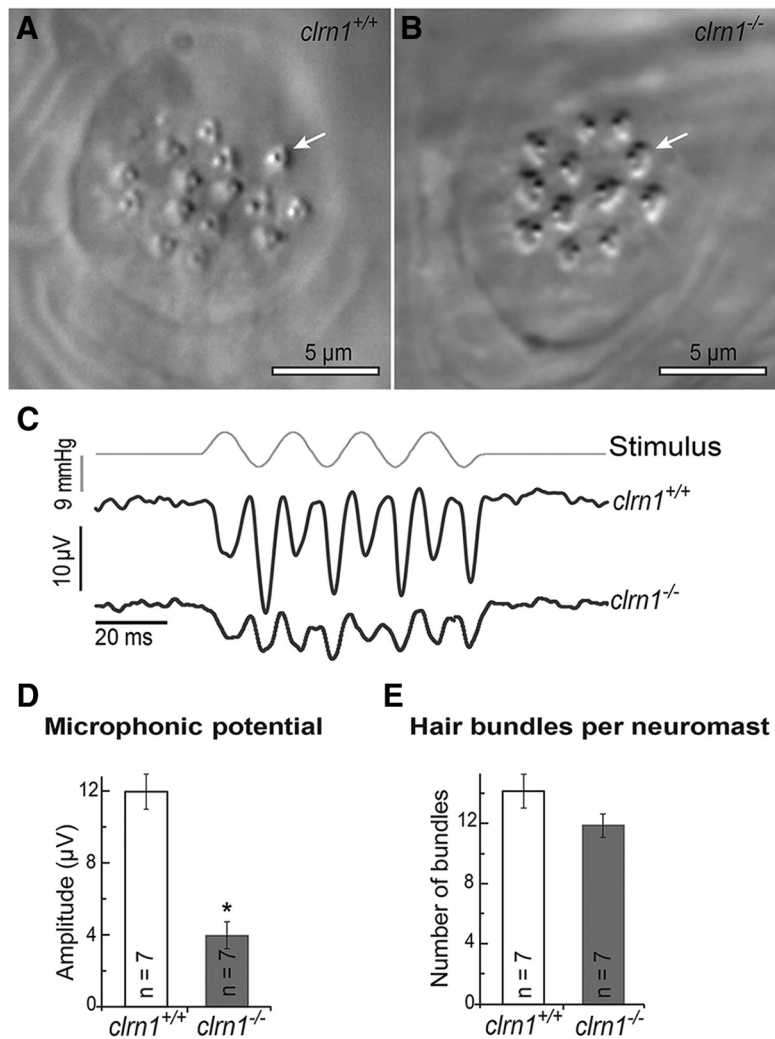 A
clrn1+/+
B
clrn1-/-
5 µm
5 µm
C
9 mmHg
Stimulus
clrn1+/+
10 µV
clrn1-/-
20 ms
D
Microphonic potential
E
Hair bundles per neuromast
Amplitude (µV)
12
8
4
0
*
n = 7
n = 7
clrn1+/+
clrn1-/-
Number of bundles
12
8
4
0
n = 7
n = 7
clrn1+/+
clrn1-/-